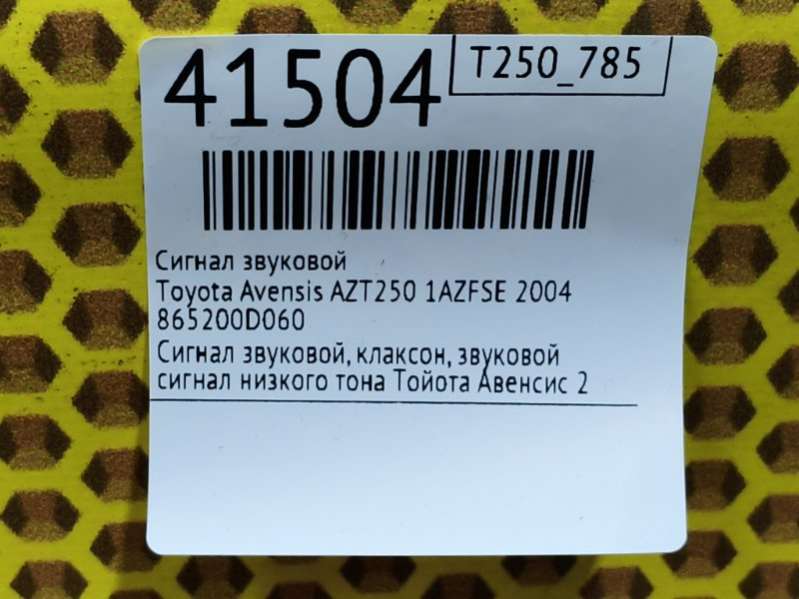 41504
T250_785
Сигнал звуковой
Toyota Avensis AZT250 1AZFSE 2004
865200D060
Сигнал звуковой, клаксон, звуковой
сигнал низкого тона Тойота Авенсис 2